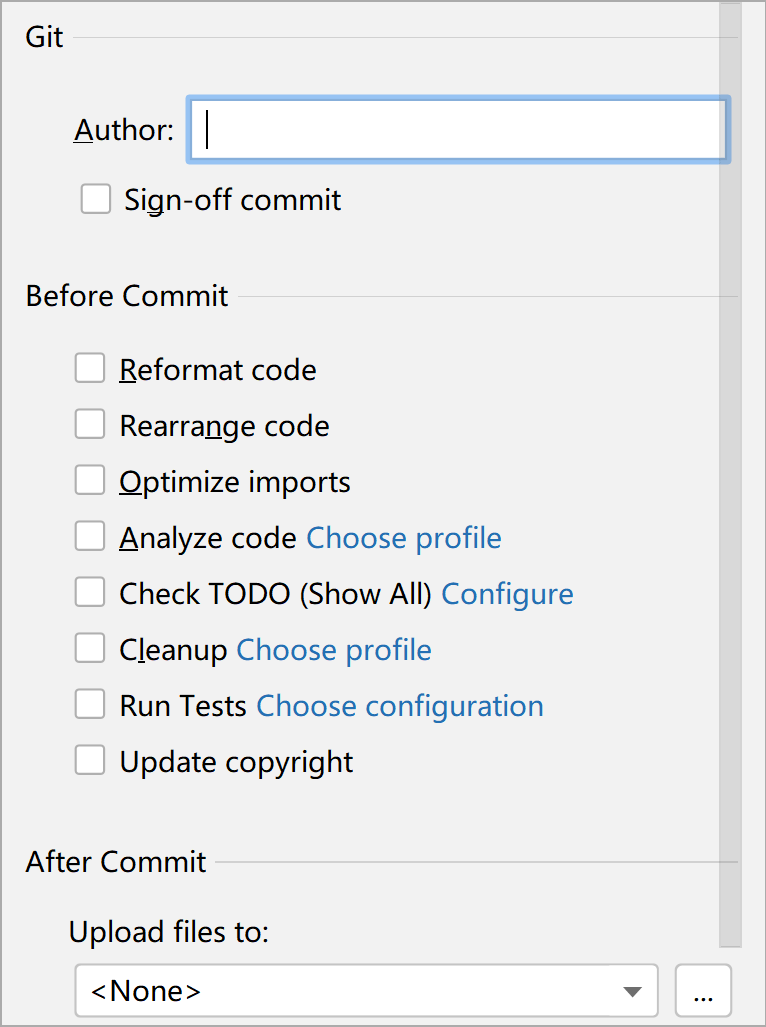 Git
Author:
Sign-off commit
Before Commit
Reformat code
Rearrange code
Optimize imports
Analyze code Choose profile
Check TODO (Show All) Configure
Cleanup Choose profile
Run Tests Choose configuration
Update copyright
After Commit
Upload files to:
<None> ...